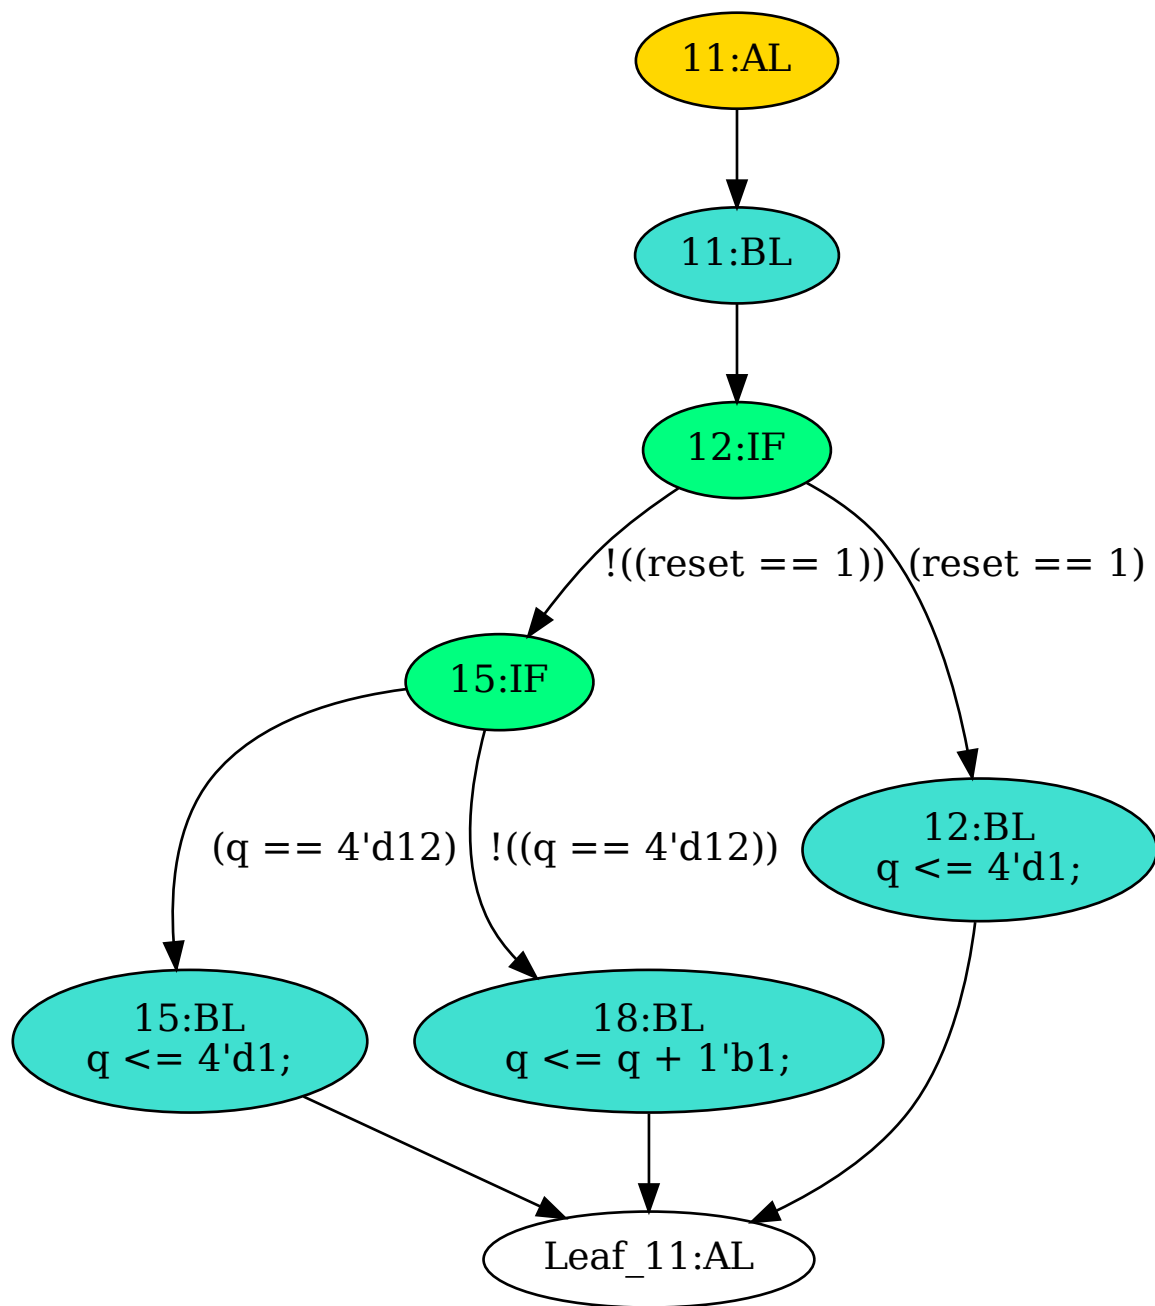 11:AL
11:BL
12:IF
!((reset == 1))
(reset == 1)
15:IF
(q == 4'd12)
!((q == 4'd12))
12:BL
q <= 4'd1;
15:BL
q <= 4'd1;
18:BL
q <= q + 1'b1;
Leaf_11:AL